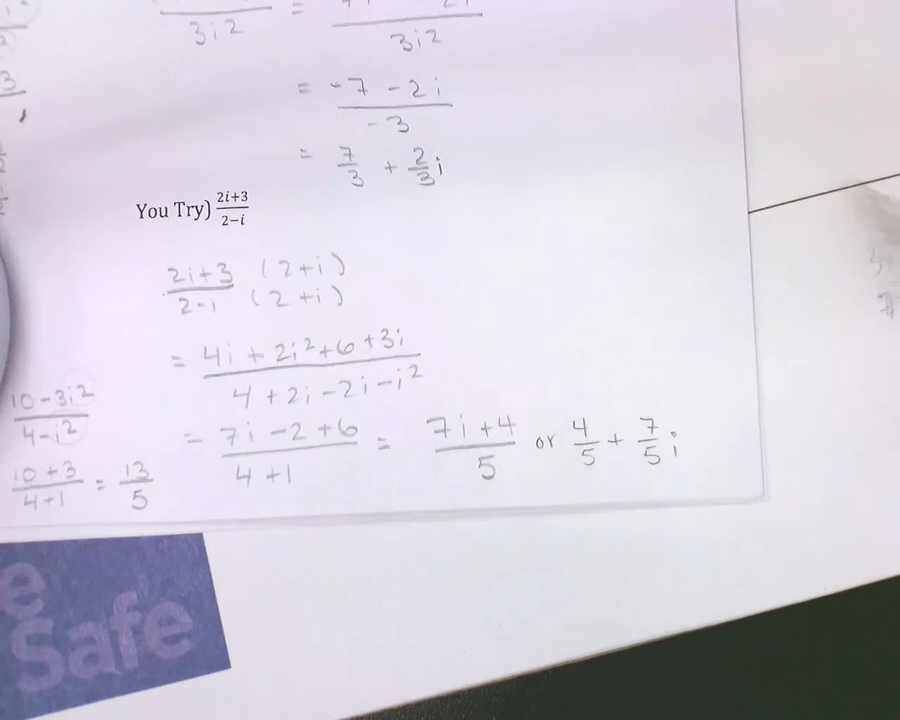 3i2 = 3i2
= -7 - 2i / -3
= 7/3 + 2/3 i
You Try) 2i+3 / 2−i
2i+3 (2+i)
2-i (2+i)
= 4i + 2i² + 6 + 3i / 4 + 2i - 2i - i²
10 - 3i² / 4 - i²
= 7i - 2 + 6 / 4 + 1 = 7i + 4 / 5 or 4/5 + 7/5 i
10 + 3 / 4 + 1 = 13 / 5
e
Safe